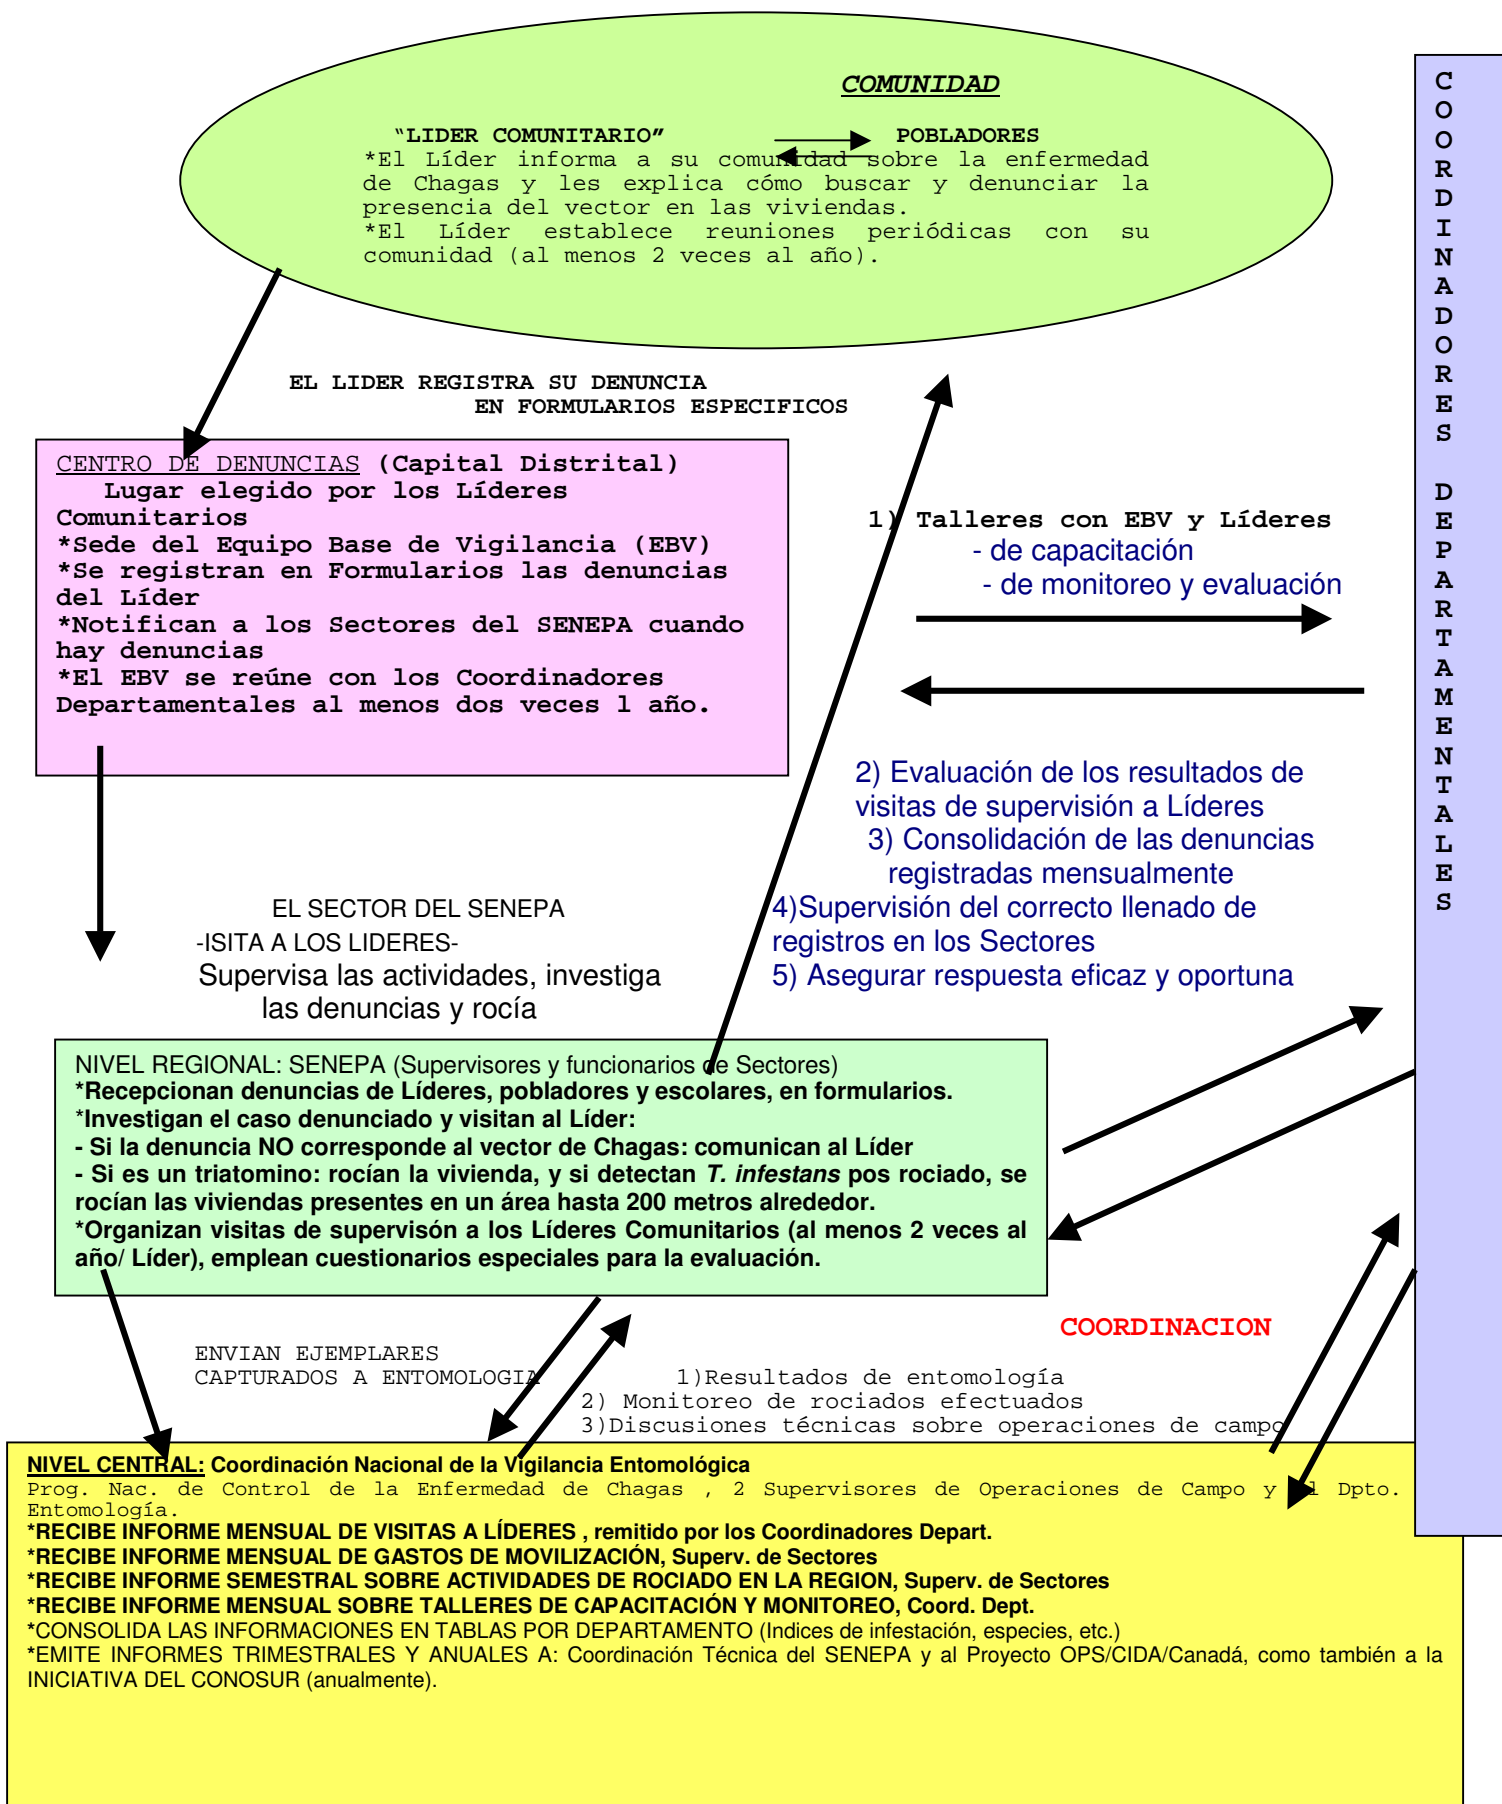 COMUNIDAD
“LIDER COMUNITARIO” POBLADORES
*El Líder informa a su comunidad sobre la enfermedad
de Chagas y les explica cómo buscar y denunciar la
presencia del vector en las viviendas.
*El Líder establece reuniones periódicas con su
comunidad (al menos 2 veces al año).
EL LIDER REGISTRA SU DENUNCIA
EN FORMULARIOS ESPECIFICOS
CENTRO DE DENUNCIAS (Capital Distrital)
Lugar elegido por los Líderes
Comunitarios
*Sede del Equipo Base de Vigilancia (EBV)
*Se registran en Formularios las denuncias
del Líder
*Notifican a los Sectores del SENEPA cuando
hay denuncias
*El EBV se reúne con los Coordinadores
Departamentales al menos dos veces l año.
1) Talleres con EBV y Líderes
- de capacitación
- de monitoreo y evaluación
2) Evaluación de los resultados de
visitas de supervisión a Líderes
3) Consolidación de las denuncias
registradas mensualmente
4)Supervisión del correcto llenado de
registros en los Sectores
5) Asegurar respuesta eficaz y oportuna
EL SECTOR DEL SENEPA
-ISITA A LOS LIDERES-
Supervisa las actividades, investiga
las denuncias y rocía
NIVEL REGIONAL: SENEPA (Supervisores y funcionarios de Sectores)
*Recepcionan denuncias de Líderes, pobladores y escolares, en formularios.
*Investigan el caso denunciado y visitan al Líder:
- Si la denuncia NO corresponde al vector de Chagas: comunican al Líder
- Si es un triatomino: rocían la vivienda, y si detectan T. infestans pos rociado, se
rocían las viviendas presentes en un área hasta 200 metros alrededor.
*Organizan visitas de supervisón a los Líderes Comunitarios (al menos 2 veces al
año/ Líder), emplean cuestionarios especiales para la evaluación.
COORDINACION
ENVIAN EJEMPLARES
CAPTURADOS A ENTOMOLOGIA
1)Resultados de entomología
2) Monitoreo de rociados efectuados
3)Discusiones técnicas sobre operaciones de campo
NIVEL CENTRAL: Coordinación Nacional de la Vigilancia Entomológica
Prog. Nac. de Control de la Enfermedad de Chagas , 2 Supervisores de Operaciones de Campo y el Dpto.
Entomología.
*RECIBE INFORME MENSUAL DE VISITAS A LÍDERES , remitido por los Coordinadores Depart.
*RECIBE INFORME MENSUAL DE GASTOS DE MOVILIZACIÓN, Superv. de Sectores
*RECIBE INFORME SEMESTRAL SOBRE ACTIVIDADES DE ROCIADO EN LA REGION, Superv. de Sectores
*RECIBE INFORME MENSUAL SOBRE TALLERES DE CAPACITACIÓN Y MONITOREO, Coord. Dept.
*CONSOLIDA LAS INFORMACIONES EN TABLAS POR DEPARTAMENTO (Indices de infestación, especies, etc.)
*EMITE INFORMES TRIMESTRALES Y ANUALES A: Coordinación Técnica del SENEPA y al Proyecto OPS/CIDA/Canadá, como también a la
INICIATIVA DEL CONOSUR (anualmente).
COORDINADORES DEPARTAMENTALES